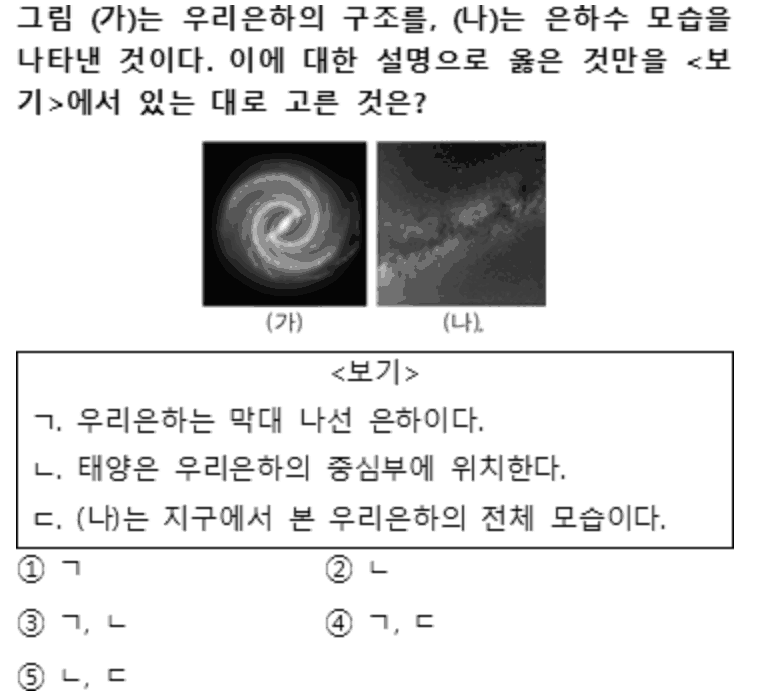 그림 (가)는 우리은하의 구조를, (나)는 은하수 모습을
나타낸 것이다. 이에 대한 설명으로 옳은 것만을 <보
기>에서 있는 대로 고른 것은?
(가) (나).
<보기>
ㄱ. 우리은하는 막대 나선 은하이다.
ㄴ. 태양은 우리은하의 중심부에 위치한다.
ㄷ. (나)는 지구에서 본 우리은하의 전체 모습이다.
① ㄱ ② ㄴ
③ ㄱ, ㄴ ④ ㄱ, ㄷ
⑤ ㄴ, ㄷ